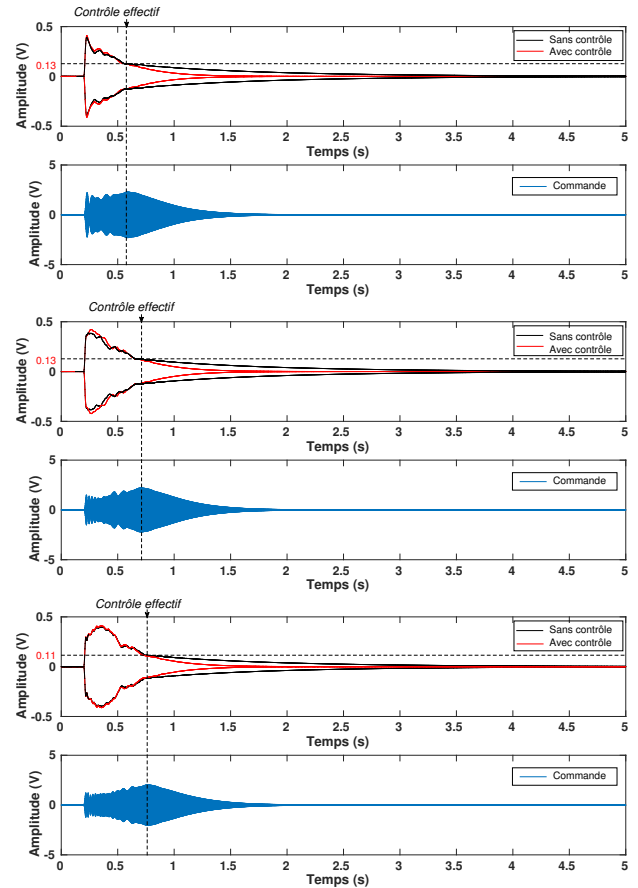 Contrôle effectif
0.5
0.13
0
-0.5
Amplitude (V)
Sans contrôle
Avec contrôle
0 0.5 1 1.5 2 2.5 3 3.5 4 4.5 5
Temps (s)
5
0
-5
Amplitude (V)
Commande
0 0.5 1 1.5 2 2.5 3 3.5 4 4.5 5
Temps (s)
Contrôle effectif
0.5
0.13
0
-0.5
Amplitude (V)
Sans contrôle
Avec contrôle
0 0.5 1 1.5 2 2.5 3 3.5 4 4.5 5
Temps (s)
5
0
-5
Amplitude (V)
Commande
0 0.5 1 1.5 2 2.5 3 3.5 4 4.5 5
Temps (s)
Contrôle effectif
0.5
0.11
0
-0.5
Amplitude (V)
Sans contrôle
Avec contrôle
0 0.5 1 1.5 2 2.5 3 3.5 4 4.5 5
Temps (s)
5
0
-5
Amplitude (V)
Commande
0 0.5 1 1.5 2 2.5 3 3.5 4 4.5 5
Temps (s)